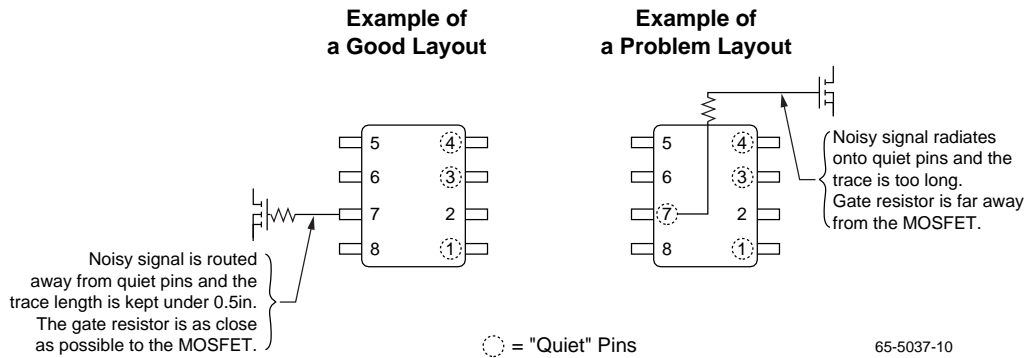 Example of
a Good Layout
5
6
7
8
4
3
2
1
Noisy signal is routed
away from quiet pins and the
trace length is kept under 0.5in.
The gate resistor is as close
as possible to the MOSFET.
Example of
a Problem Layout
5
6
7
8
4
3
2
1
Noisy signal radiates
onto quiet pins and the
trace is too long.
Gate resistor is far away
from the MOSFET.
= "Quiet" Pins
65-5037-10